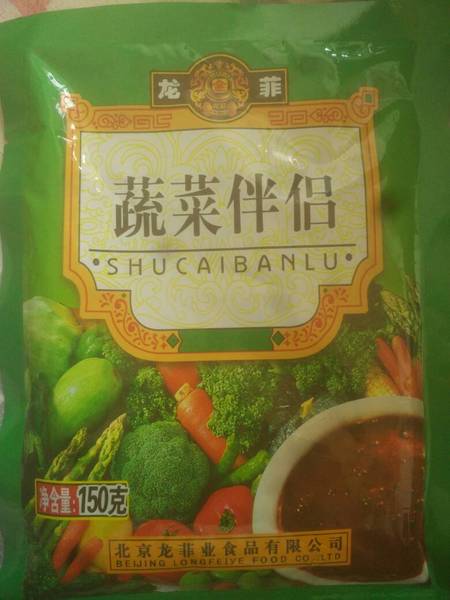 龙 菲
蔬菜伴侣
•SHUCAIBANLU•
净含量:150克
北京龙菲业食品有限公司
BEIJING LONGFEIYE FOOD CO.,LTD